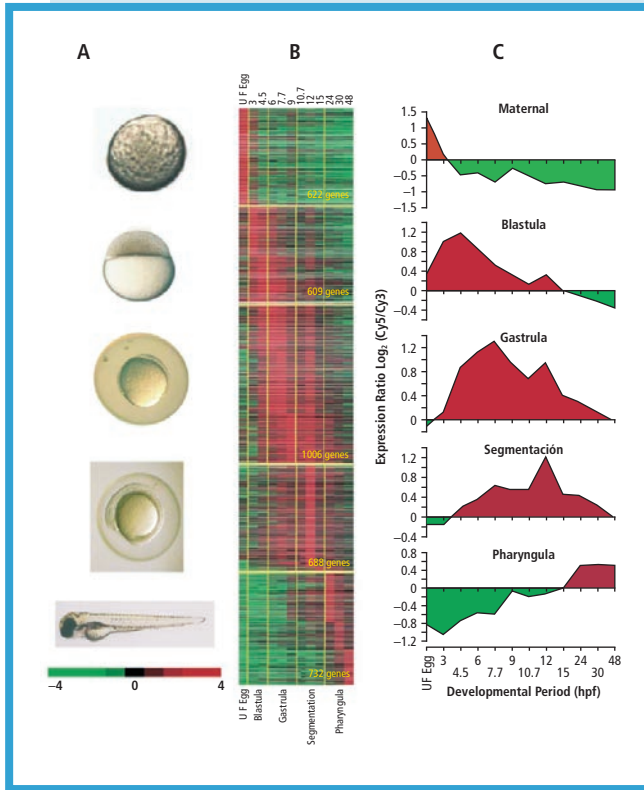 A
B
C
U F Egg
3
4.5
6
7.7
9
10.7
12
15
24
30
48
622 genes
609 genes
1006 genes
688 genes
732 genes
U F Egg
Blastula
Gastrula
Segmentation
Pharyngula
−4
0
4
Expression Ratio Log2 (Cy5/Cy3)
Maternal
1.5
1
0.5
0
−0.5
−1
−1.5
Blastula
1.2
0.8
0.4
0
−0.4
Gastrula
1.2
0.8
0.4
0
Segmentación
1.2
0.8
0.4
0
−0.4
Pharyngula
0.8
0.4
0
−0.4
−0.8
−1.2
UF Egg
3
4.5
6
7.7
9
10.7
12
15
24
30
48
Developmental Period (hpf)